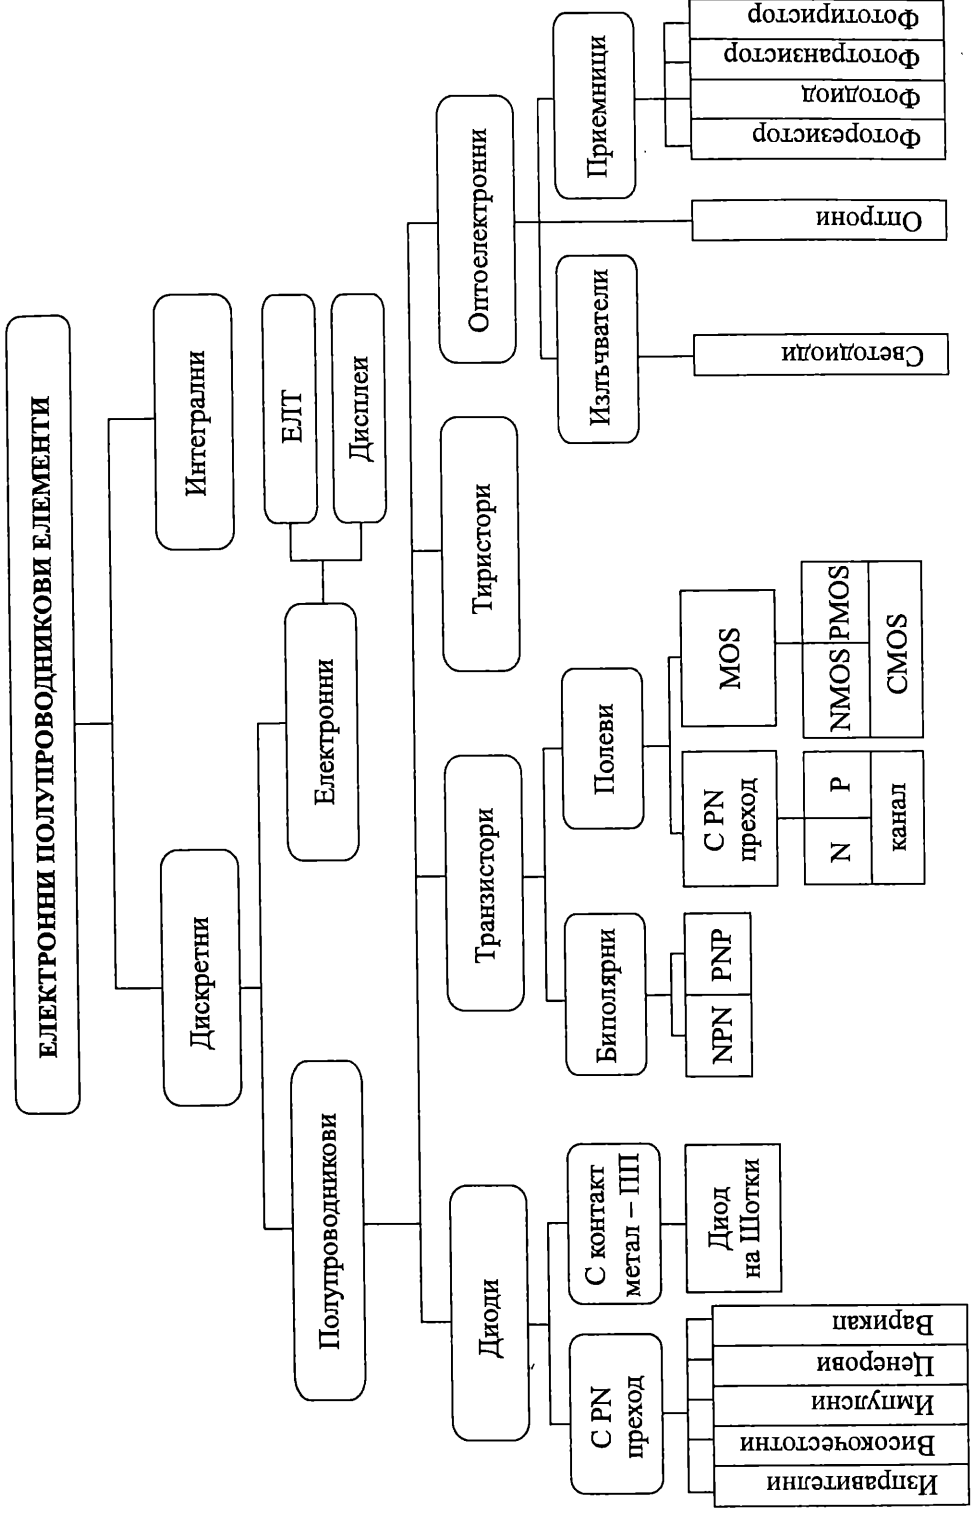 ЕЛЕКТРОННИ ПОЛУПРОВОДНИКОВИ ЕЛЕМЕНТИ
Дискретни
Интегрални
Полупроводникови
Електронни
ЕЛТ
Дисплеи
Диоди
Транзистори
Тиристори
Оптоелектронни
С PN
преход
С контакт
метал – ПП
Биполярни
Полеви
Излъчватели
Приемници
Изправителни
Високочестотни
Импулсни
Ценерови
Варикап
Диод
на Шотки
NPN
PNP
С PN
преход
MOS
N
P
канал
NMOS
PMOS
CMOS
Светодиоди
Оптрони
Фоторезистор
Фотодиод
Фототранзистор
Фототиристор